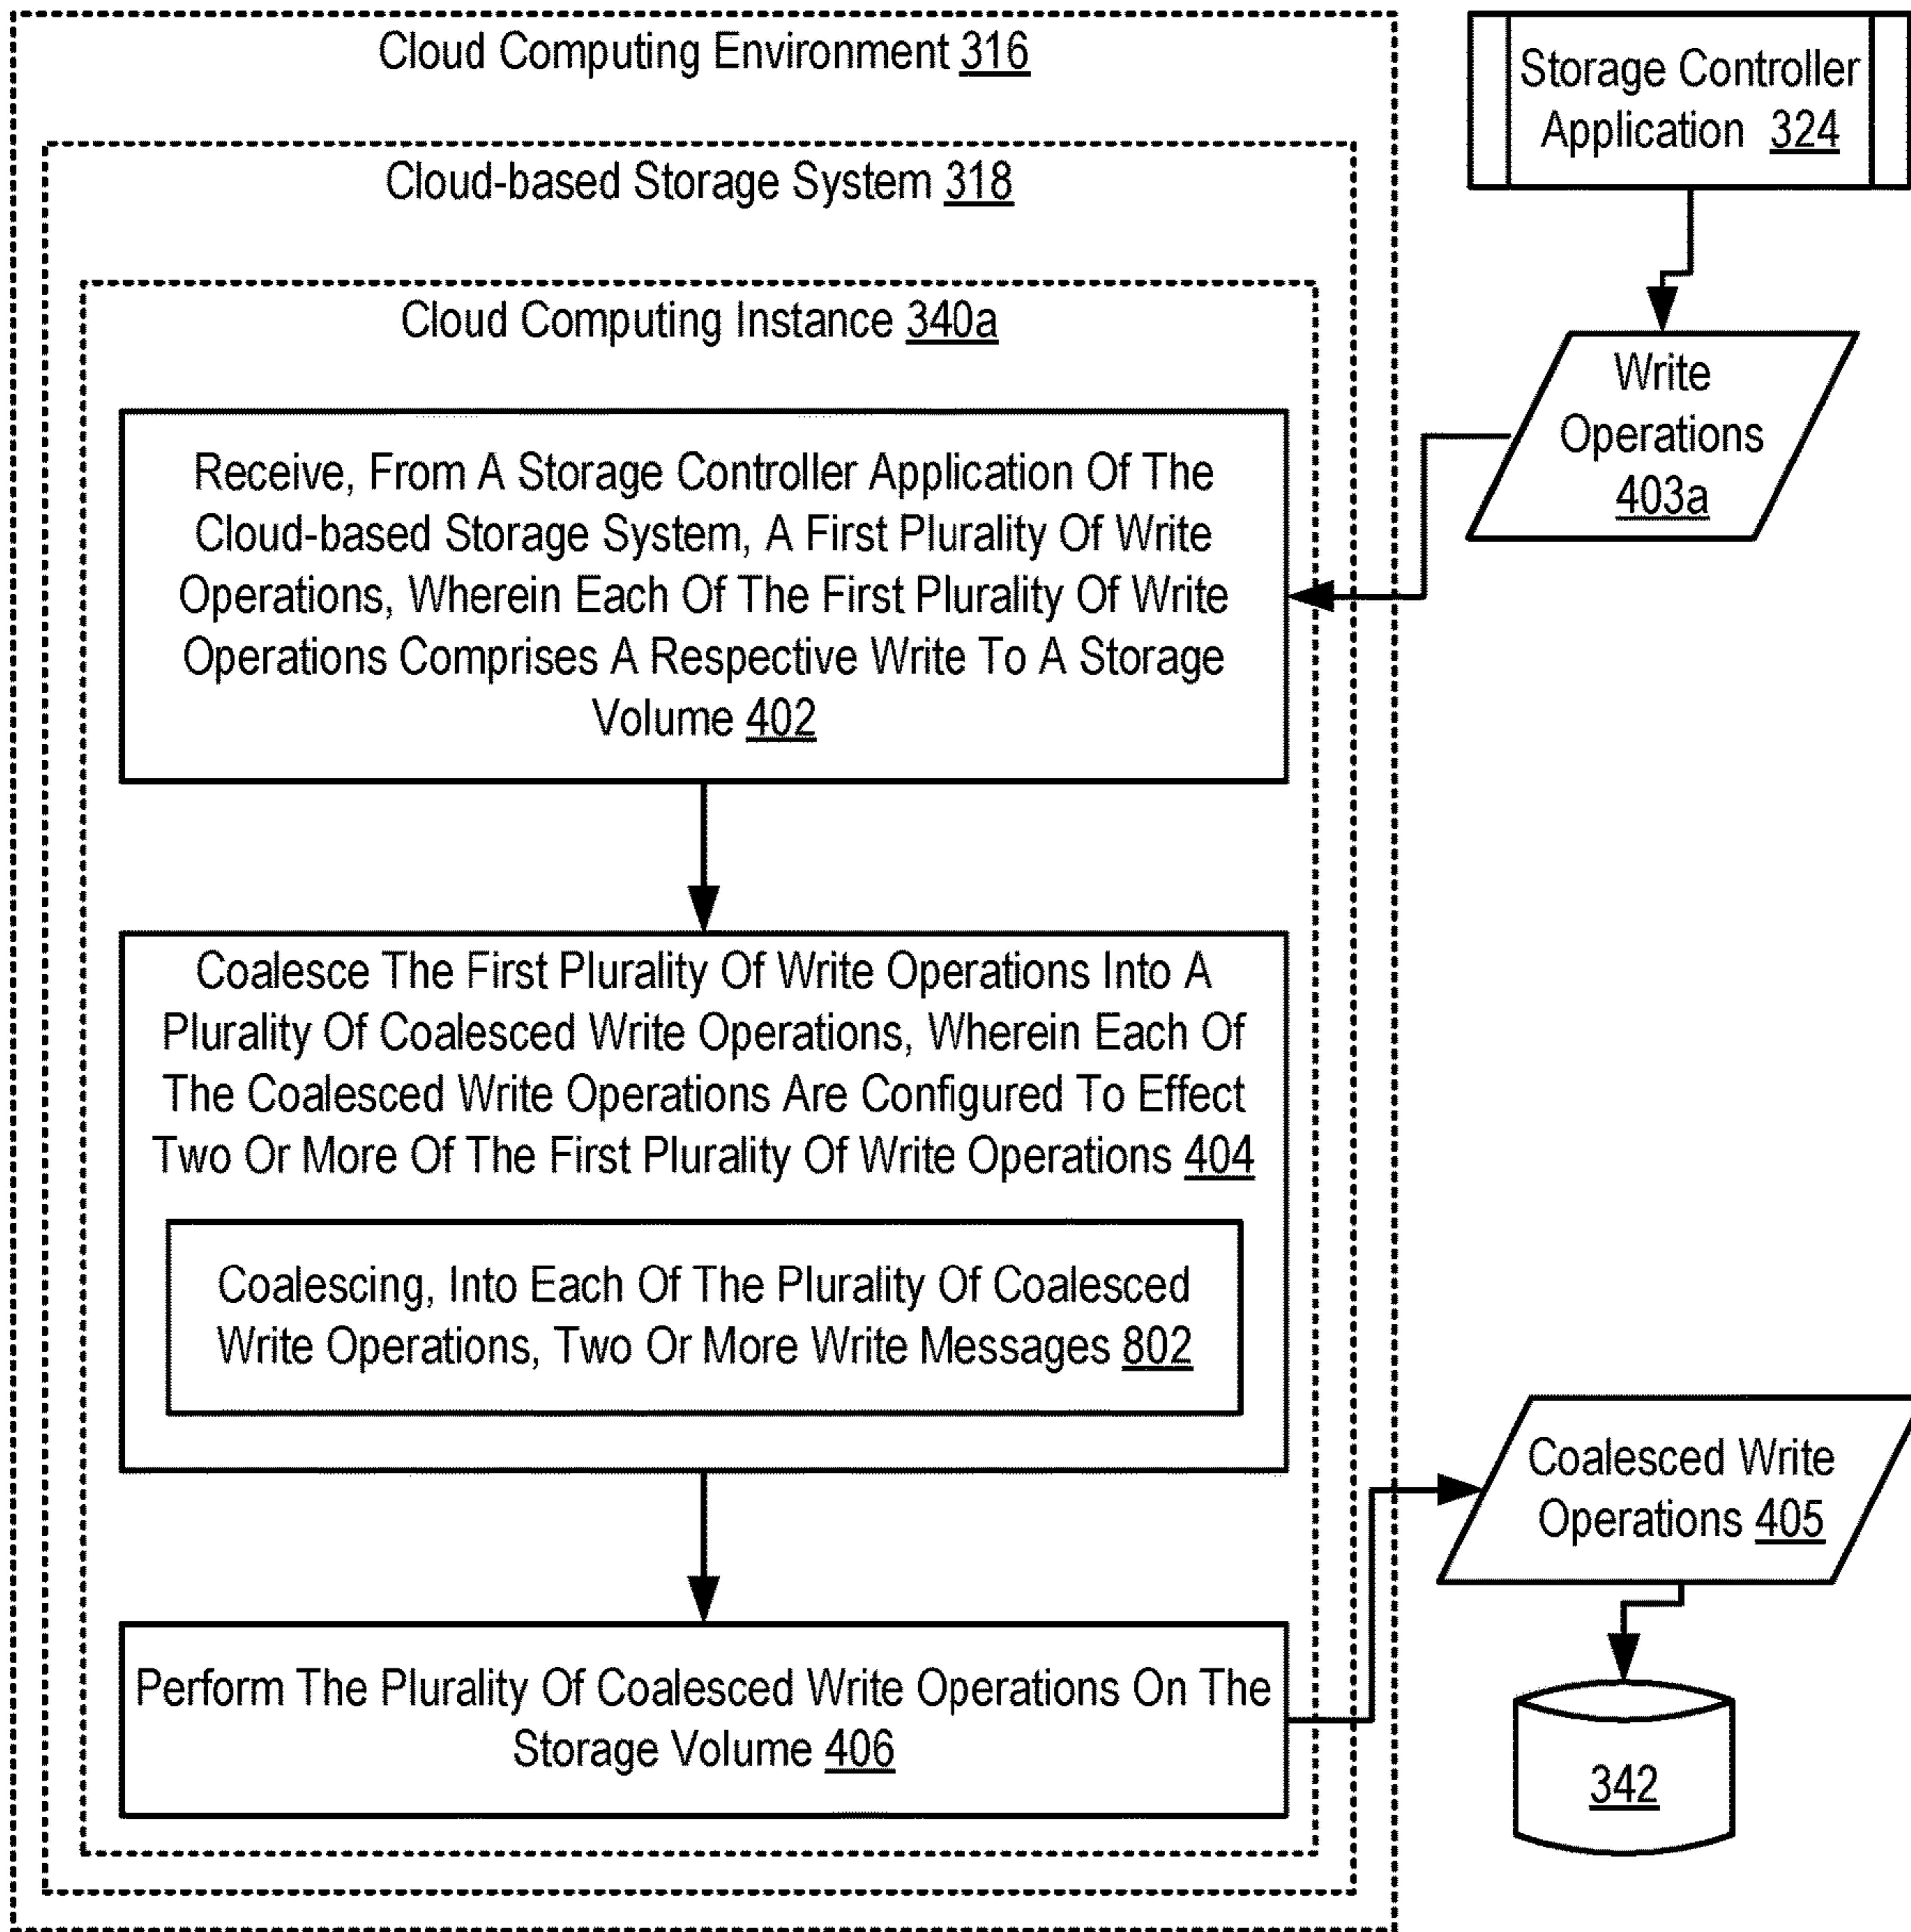 Cloud Computing Environment 316
Storage Controller
Application 324
Cloud-based Storage System 318
Cloud Computing Instance 340a
Write
Operations
403a
Receive, From A Storage Controller Application Of The
Cloud-based Storage System, A First Plurality Of Write
Operations, Wherein Each Of The First Plurality Of Write
Operations Comprises A Respective Write To A Storage
Volume 402
Coalesce The First Plurality Of Write Operations Into A
Plurality Of Coalesced Write Operations, Wherein Each Of
The Coalesced Write Operations Are Configured To Effect
Two Or More Of The First Plurality Of Write Operations 404
Coalescing, Into Each Of The Plurality Of Coalesced
Write Operations, Two Or More Write Messages 802
Coalesced Write
Operations 405
Perform The Plurality Of Coalesced Write Operations On The
Storage Volume 406
342